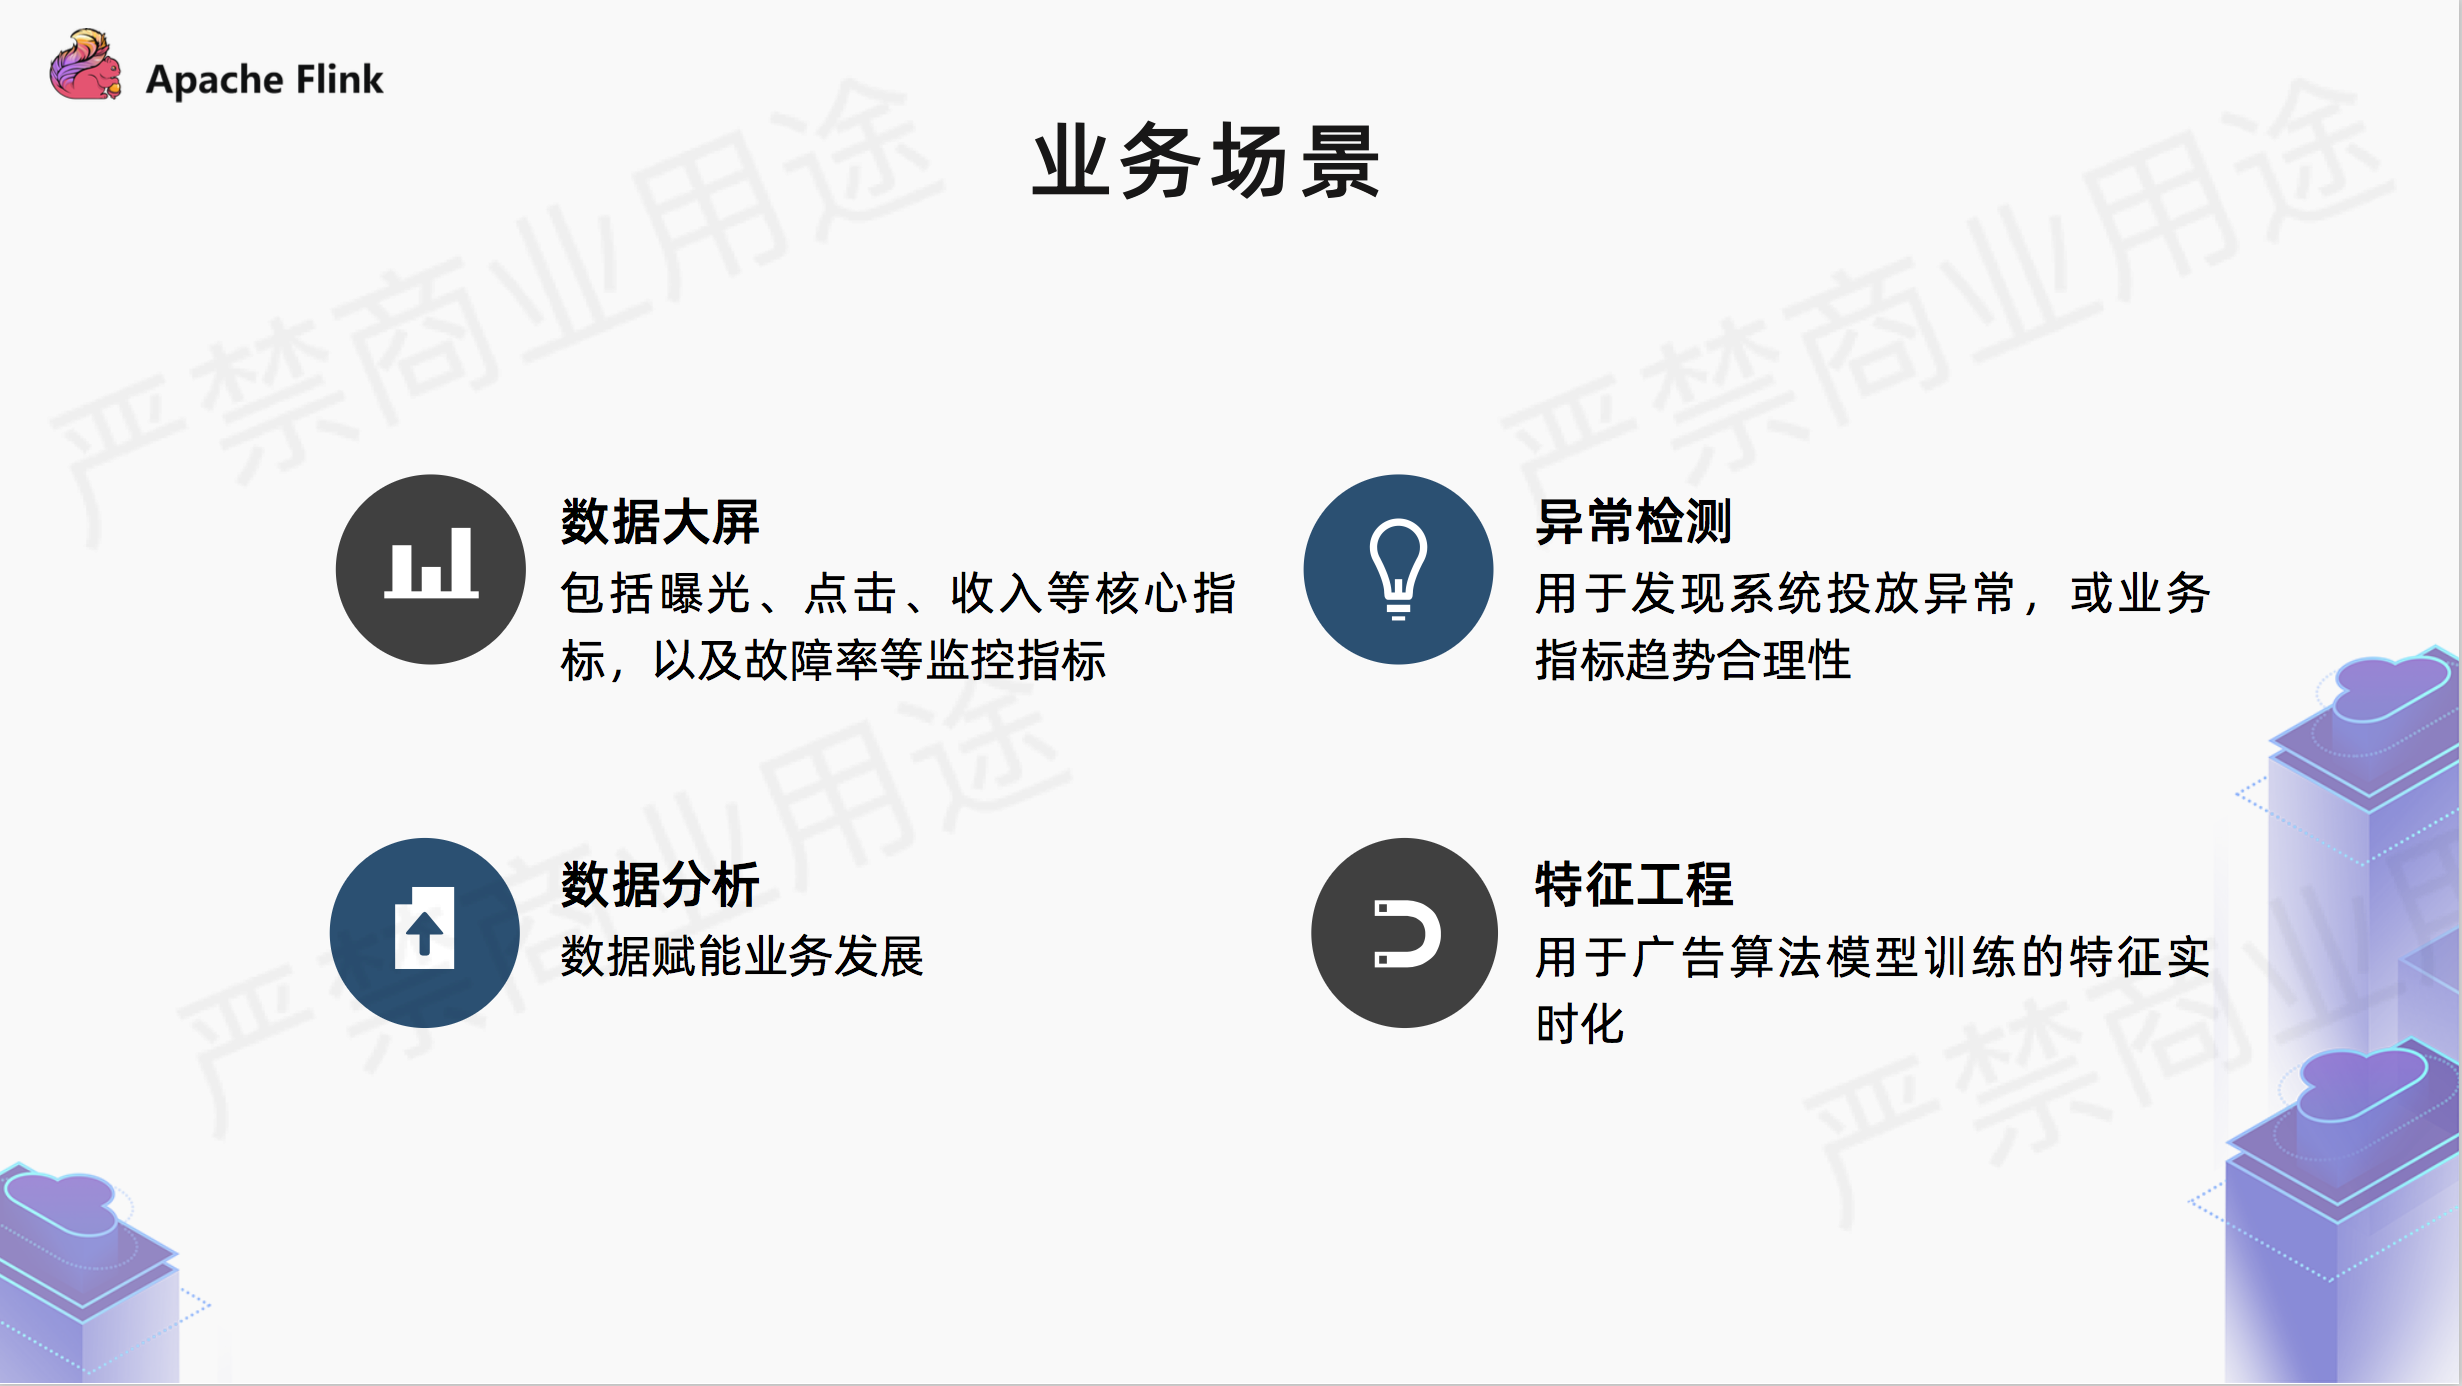 Apache Flink
业务场景
严禁商业用途
严禁商业用途
数据大屏
包括曝光、点击、收入等核心指
标，以及故障率等监控指标
异常检测
用于发现系统投放异常，或业务
指标趋势合理性
严禁商业用途
数据分析
数据赋能业务发展
特征工程
用于广告算法模型训练的特征实
时化
严禁商业用